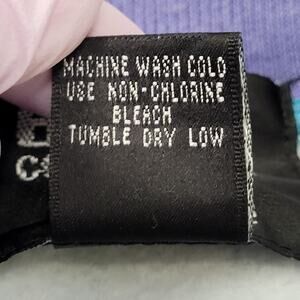 MACHINE WASH COLD
USE NON-CHLORINE
BLEACH
TUMBLE DRY LOW